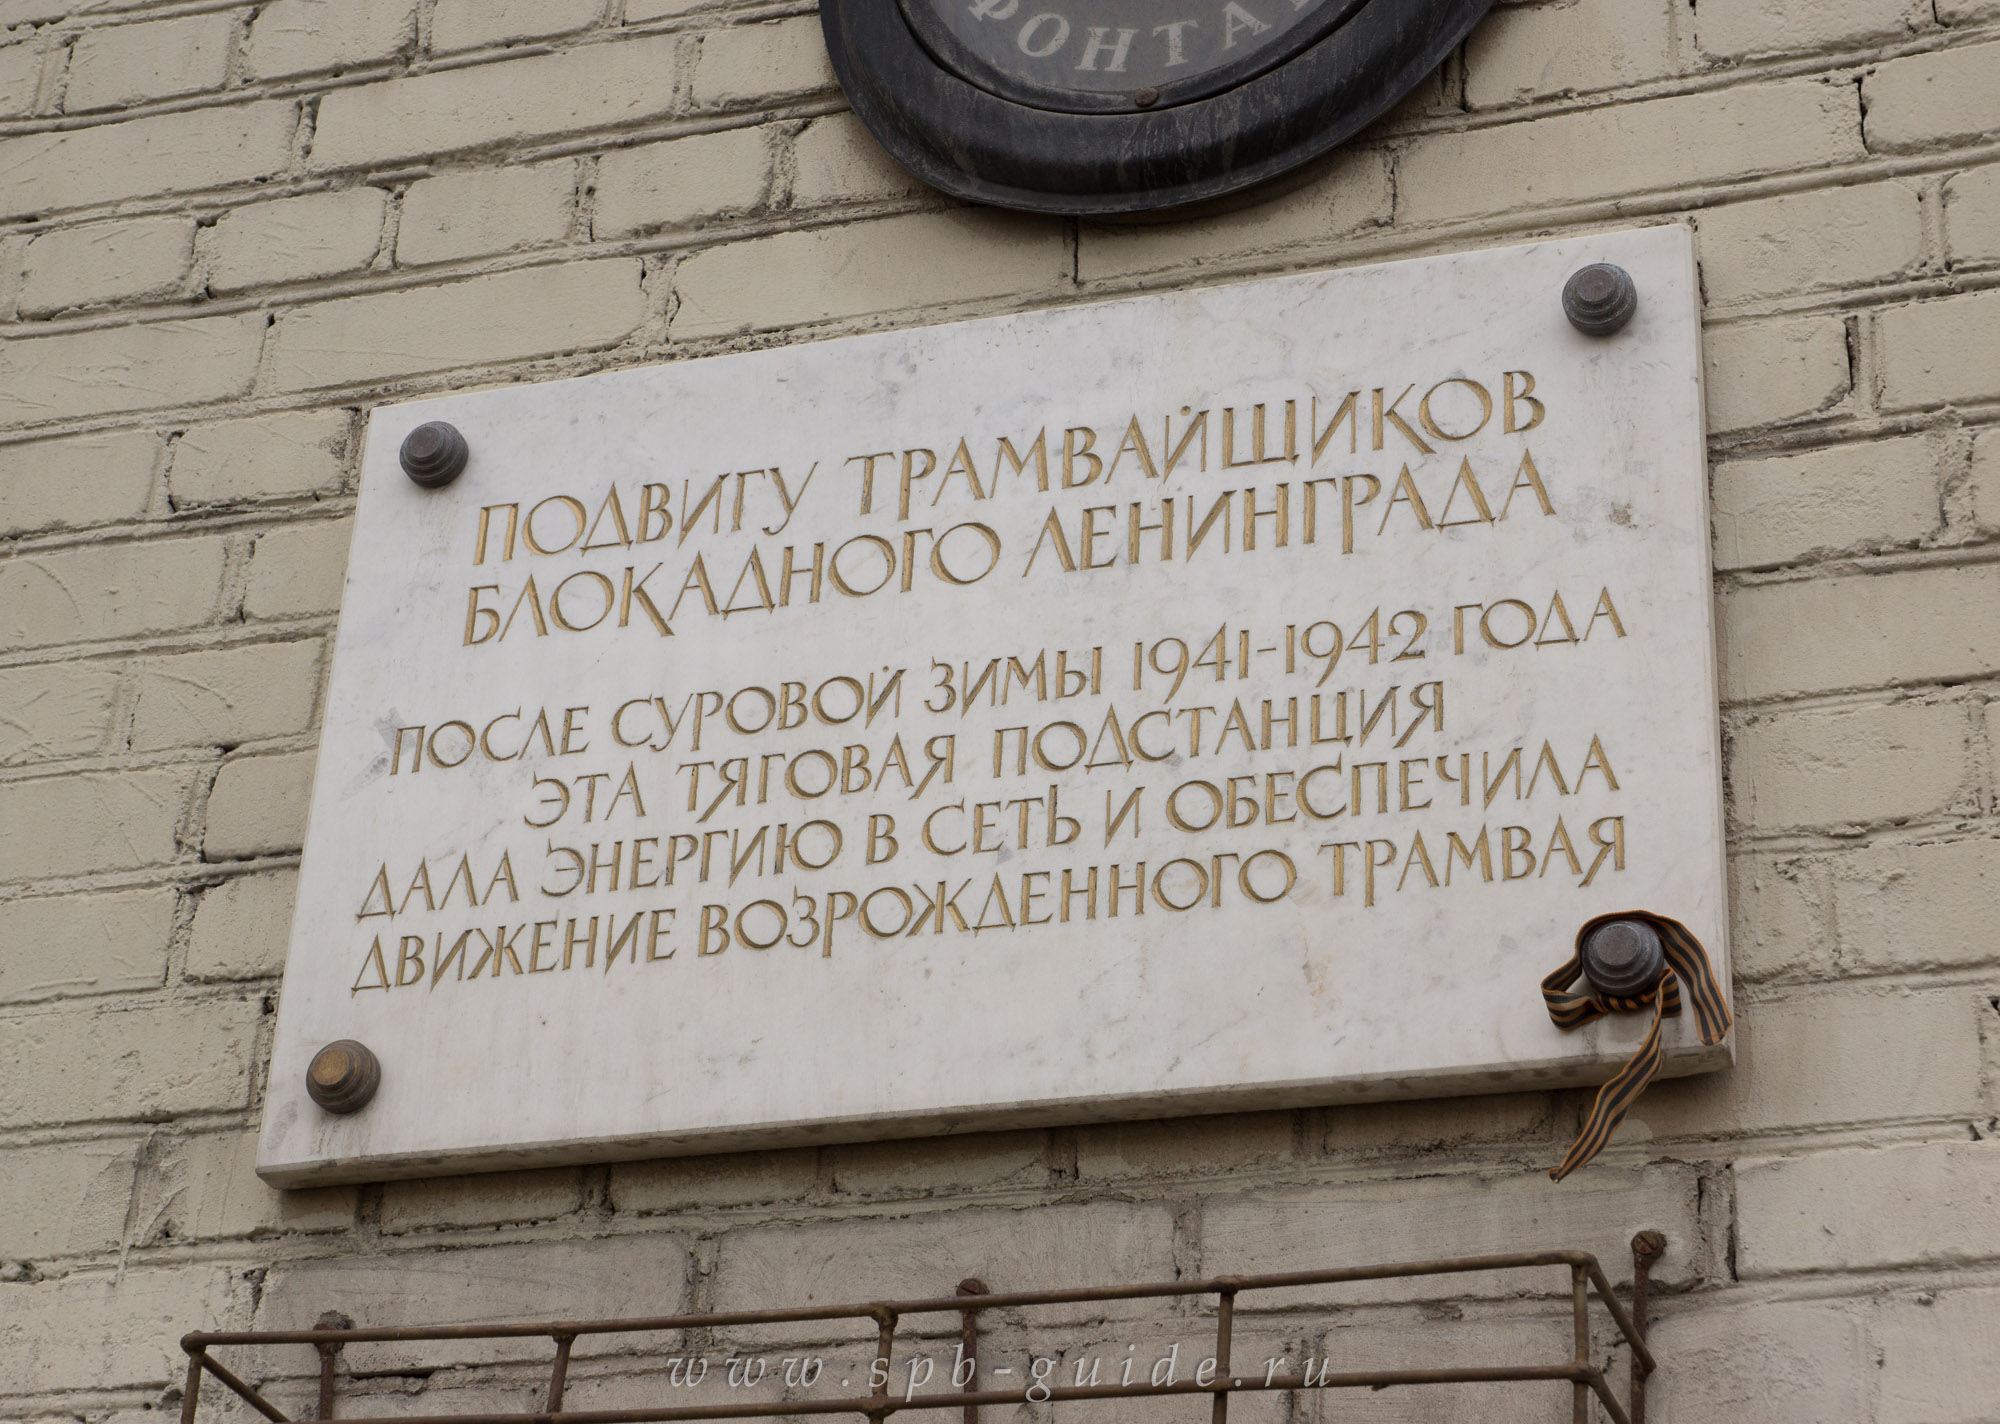 ФОНТАН
ПОДВИГУ ТРАМВАЙЩИКОВ
БЛОКАДНОГО ЛЕНИНГРАДА
ПОСЛЕ СУРОВОЙ ЗИМЫ 1941-1942 ГОДА
ЭТА ТЯГОВАЯ ПОДСТАНЦИЯ
ДАЛА ЭНЕРГИЮ В СЕТЬ И ОБЕСПЕЧИЛА
ДВИЖЕНИЕ ВОЗРОЖДЕННОГО ТРАМВАЯ
www.spb-guide.ru